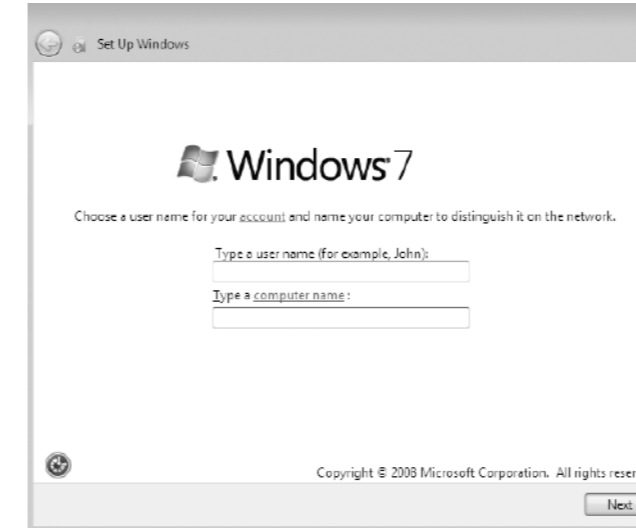 Set Up Windows
Windows 7
Choose a user name for your account and name your computer to distinguish it on the network.
Type a user name (for example, John):
Type a computer name :
Copyright © 2008 Microsoft Corporation. All rights reser
Next